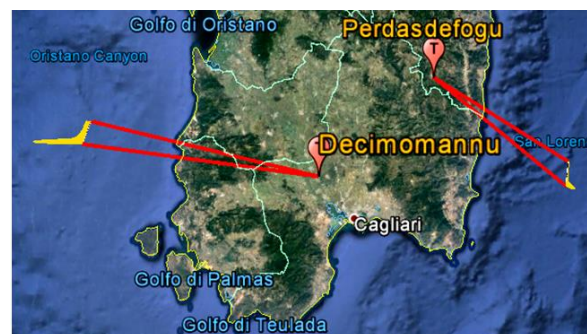 Golfo di Oristano
Perdasdefogu
T
Oristano Canyon
Decimomannu
San Loren
Cagliari
Golfo di Palmas
Golfo di Teulada